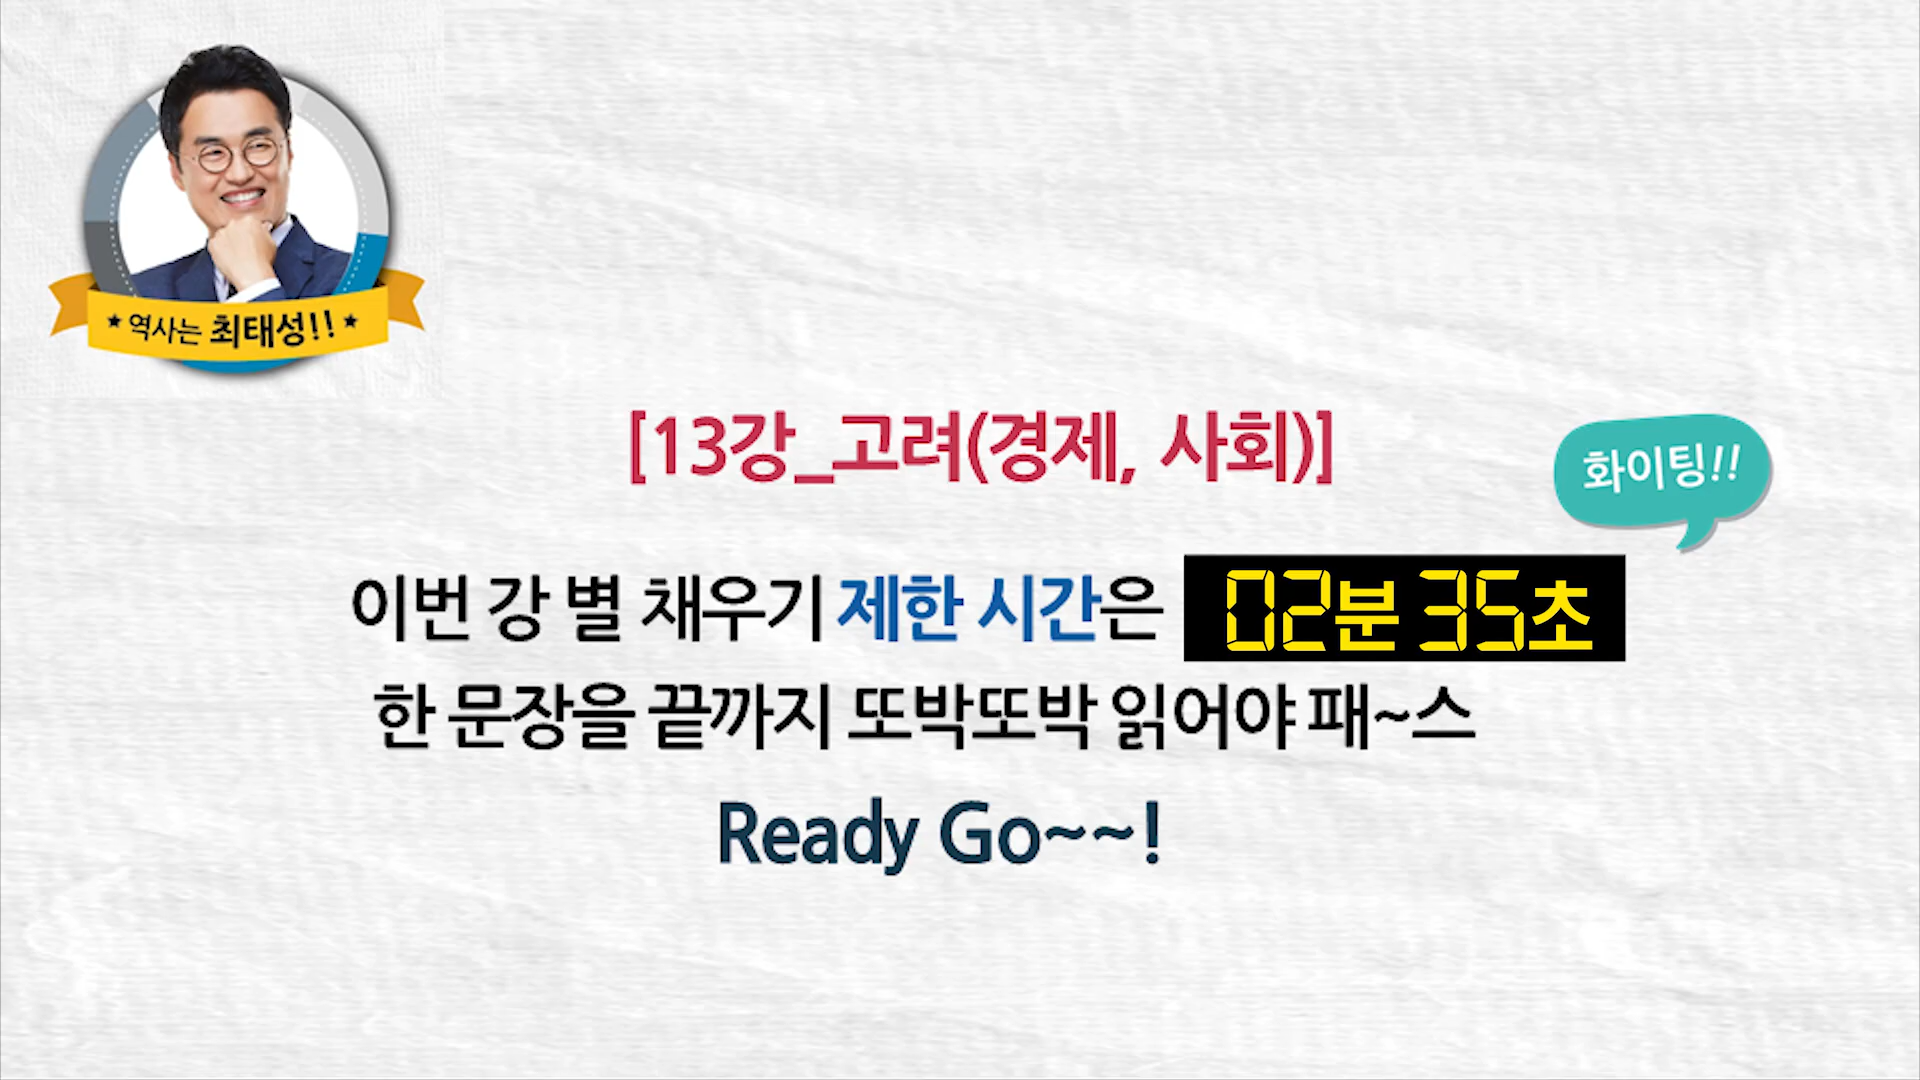 ★ 역사는 최태성!! ★
[13강_고려(경제, 사회)]
화이팅!!
이번 강 별 채우기 제한 시간은 02분 35초
한 문장을 끝까지 또박또박 읽어야 패~스
Ready Go~~!